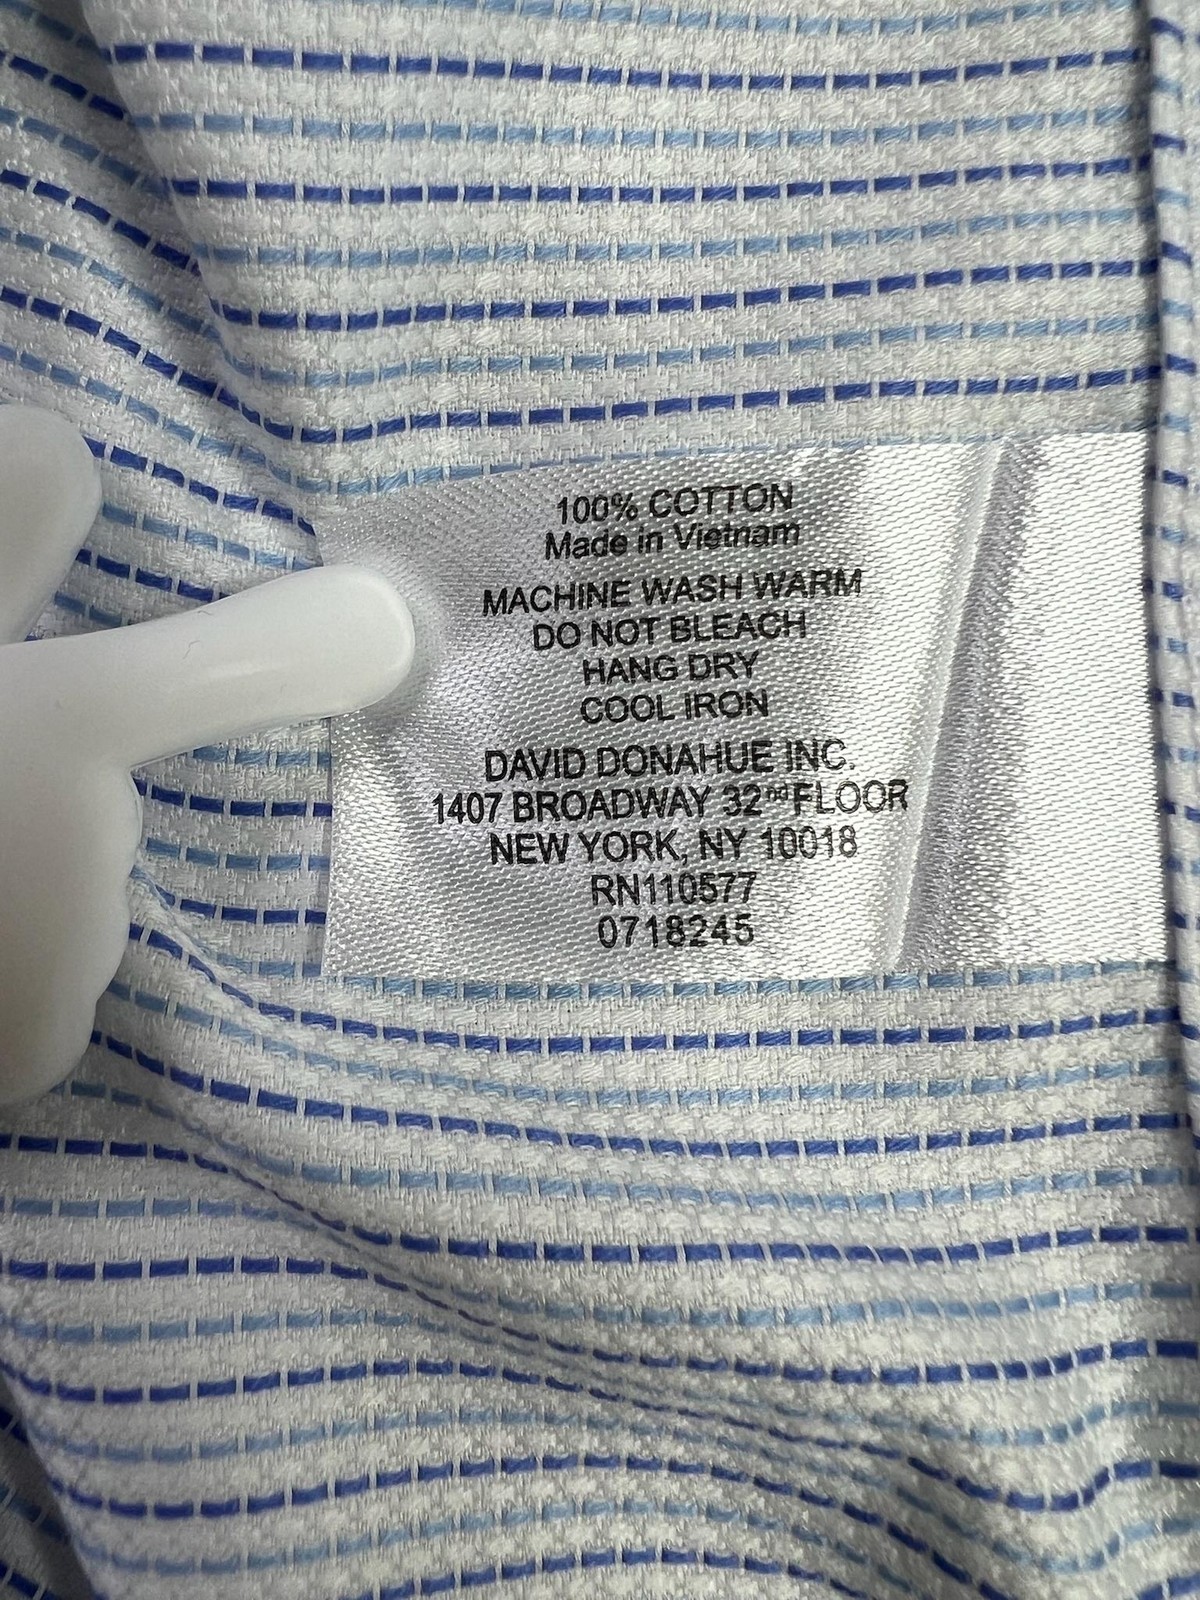 100% COTTON
Made in Vietnam
MACHINE WASH WARM
DO NOT BLEACH
HANG DRY
COOL IRON
DAVID DONAHUE INC.
1407 BROADWAY 32nd FLOOR
NEW YORK, NY 10018
RN110577
0718245